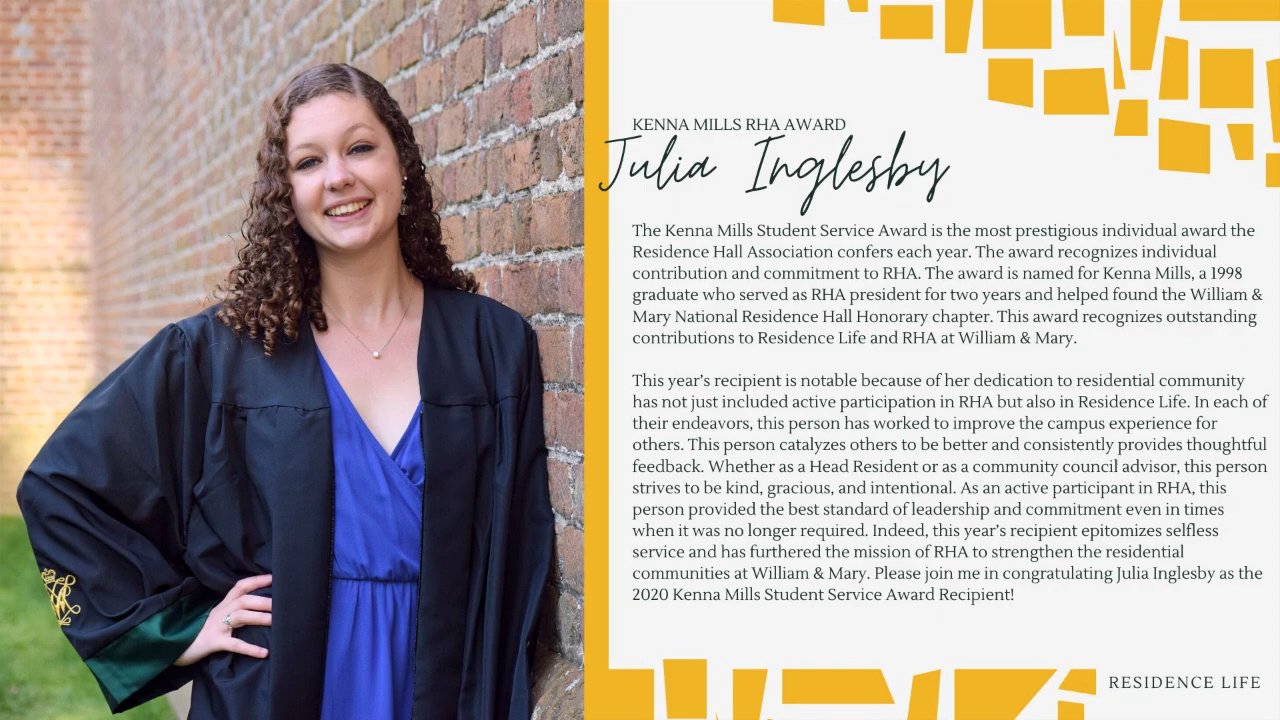 KENNA MILLS RHA AWARD
Julia Inglesby
The Kenna Mills Student Service Award is the most prestigious individual award the
Residence Hall Association confers each year. The award recognizes individual
contribution and commitment to RHA. The award is named for Kenna Mills, a 1998
graduate who served as RHA president for two years and helped found the William &
Mary National Residence Hall Honorary chapter. This award recognizes outstanding
contributions to Residence Life and RHA at William & Mary.
This year's recipient is notable because of her dedication to residential community
has not just included active participation in RHA but also in Residence Life. In each of
their endeavors, this person has worked to improve the campus experience for
others. This person catalyzes others to be better and consistently provides thoughtful
feedback. Whether as a Head Resident or as a community council advisor, this person
strives to be kind, gracious, and intentional. As an active participant in RHA, this
person provided the best standard of leadership and commitment even in times
when it was no longer required. Indeed, this year's recipient epitomizes selfless
service and has furthered the mission of RHA to strengthen the residential
communities at William & Mary. Please join me in congratulating Julia Inglesby as the
2020 Kenna Mills Student Service Award Recipient!
RESIDENCE LIFE